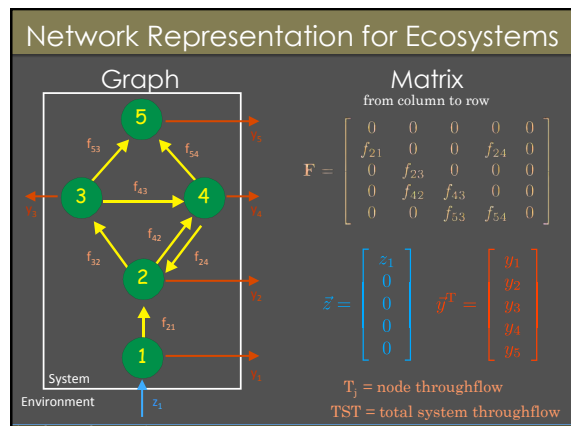 Network Representation for Ecosystems
Graph
Matrix
from column to row
5
y5
f53
f54
3
f43
4
y3
y4
f42
f32
f24
2
y2
f21
1
y1
System
Environment
z1
F = [ 0 0 0 0 0
f21 0 0 f24 0
0 f23 0 0 0
0 f42 f43 0 0
0 0 f53 f54 0 ]
z⃗ = [ z1 0 0 0 0 ]
y⃗ᵀ = [ y1 y2 y3 y4 y5 ]
Tj = node throughflow
TST = total system throughflow